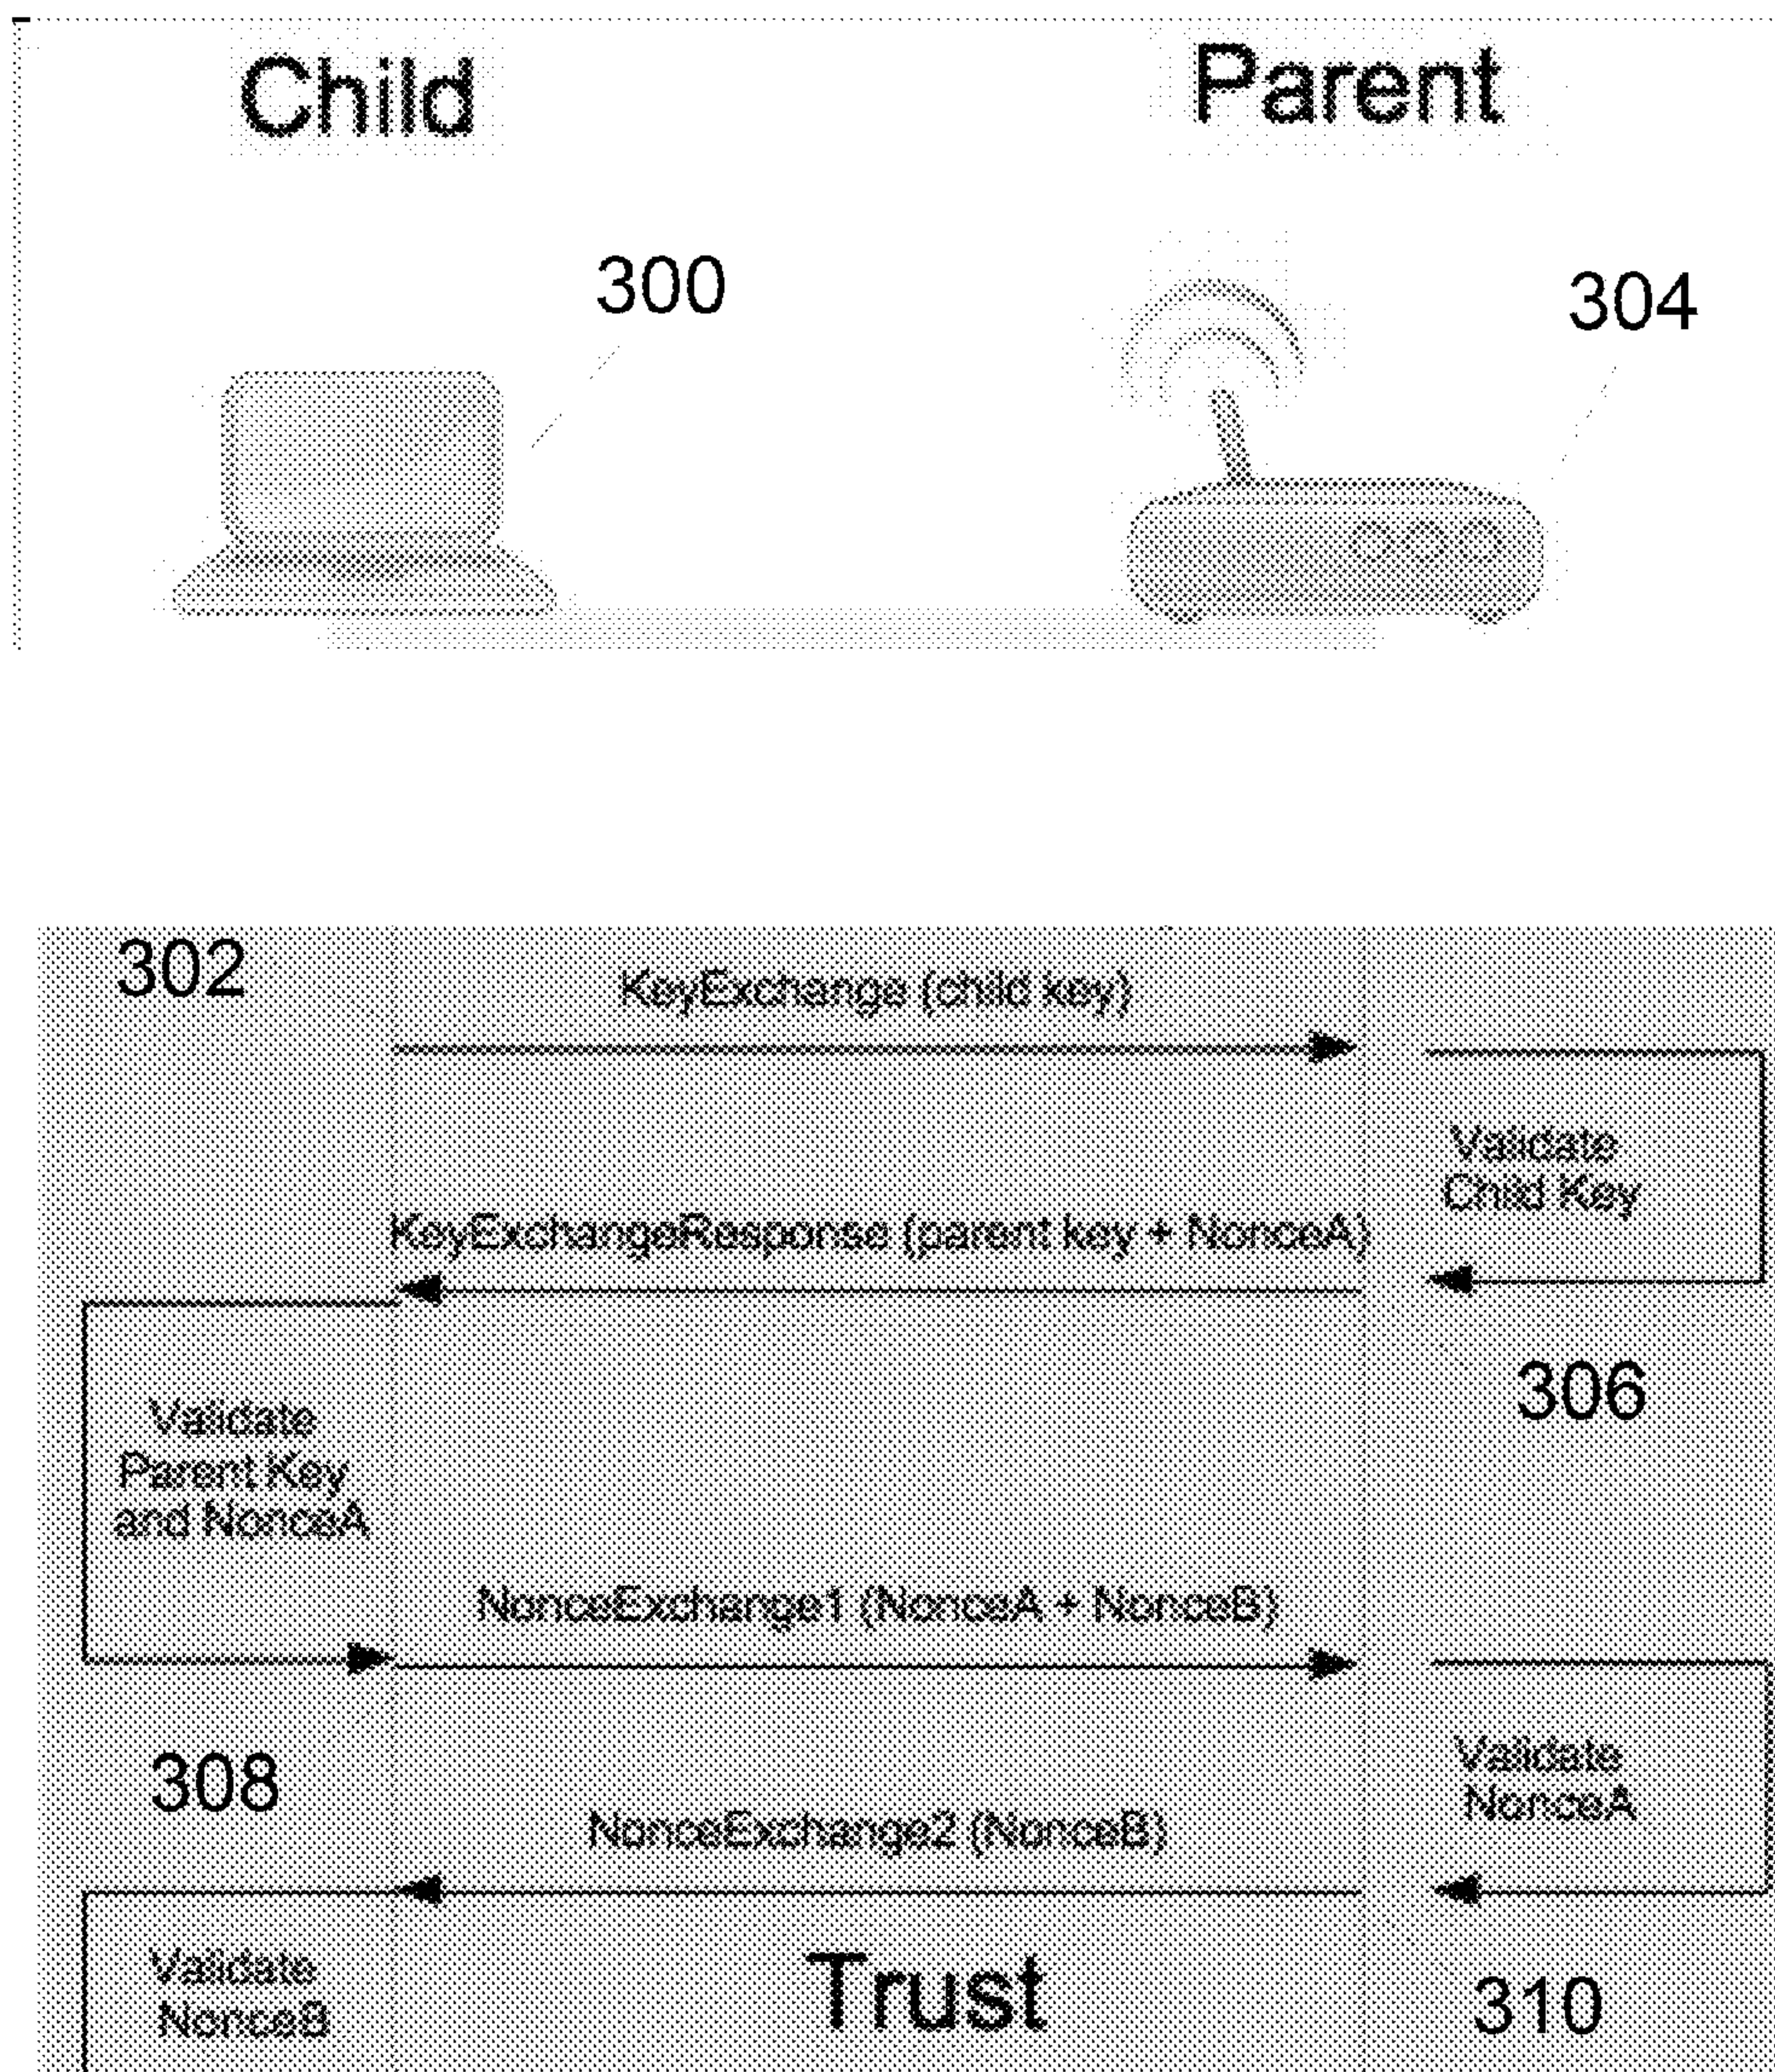 Child
Parent
300
304
302
KeyExchange (child key)
Validate
Child Key
KeyExchangeResponse (parent key + NonceA)
306
Validate
Parent Key
and NonceA
NonceExchange1 (NonceA + NonceB)
308
Validate
NonceA
NonceExchange2 (NonceB)
Validate
NonceB
Trust
310